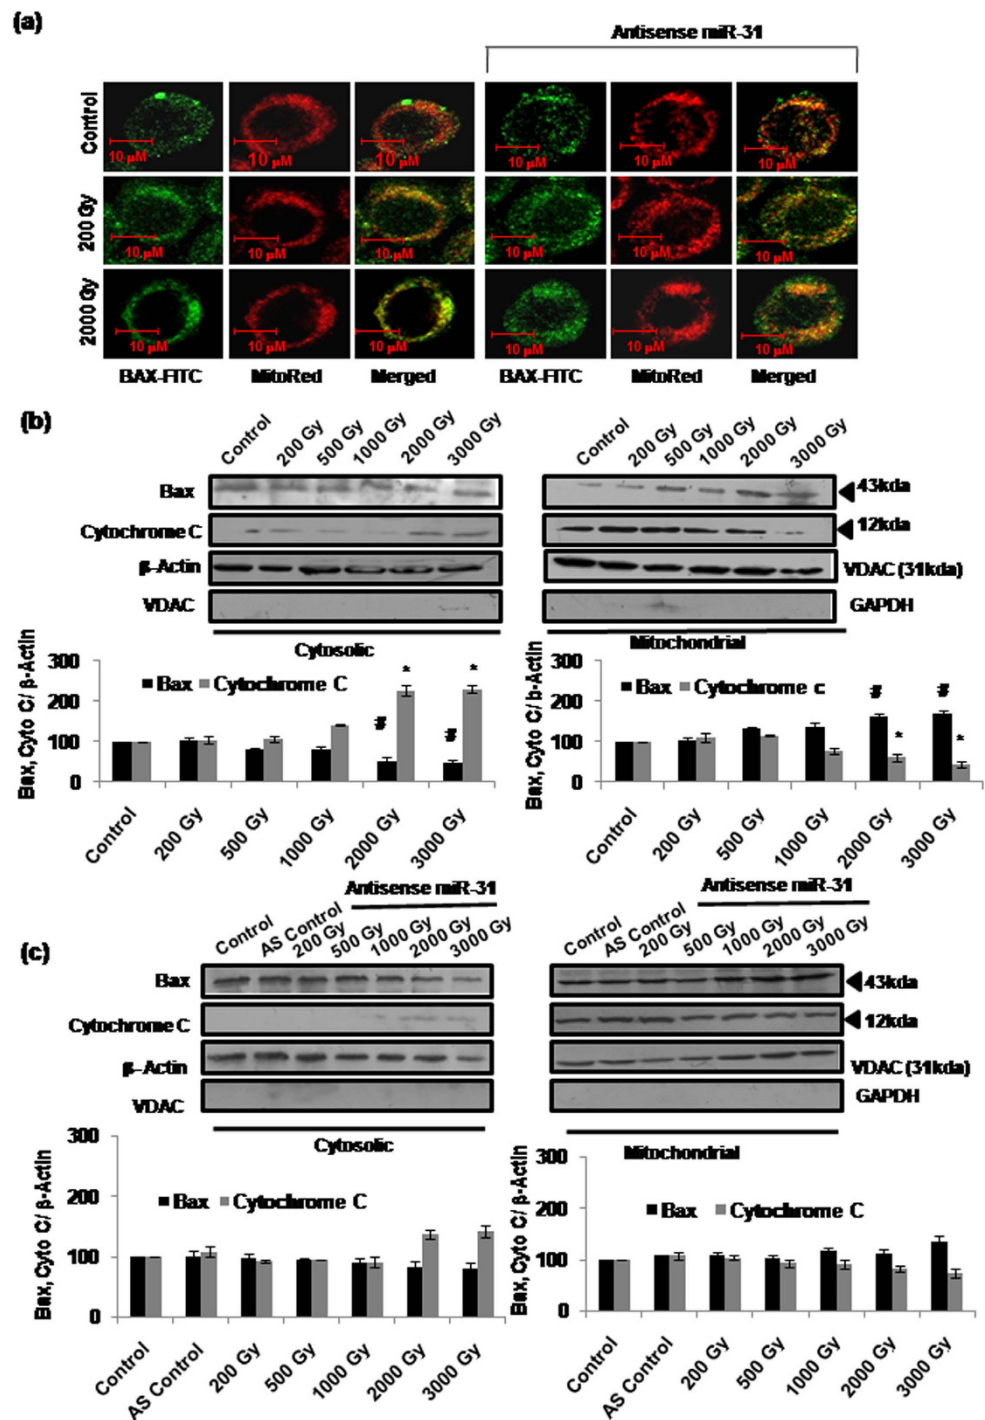 (a)
Antisense miR-31
Control
10 µM 10 µM 10 µM 10 µM 10 µM 10 µM
200 Gy
10 µM 10 µM 10 µM 10 µM 10 µM 10 µM
2000 Gy
10 µM 10 µM 10 µM 10 µM 10 µM 10 µM
BAX-FITC MitoRed Merged BAX-FITC MitoRed Merged
(b)
Control 200 Gy 500 Gy 1000 Gy 2000 Gy 3000 Gy
Control 200 Gy 500 Gy 1000 Gy 2000 Gy 3000 Gy
Bax
43kda
Cytochrome C
12kda
β-Actin
VDAC (31kda)
VDAC
GAPDH
Cytosolic
Mitochondrial
Bax, Cyto C/ β-Actin
300
200
100
0
Bax Cytochrome C
# * # *
Control 200 Gy 500 Gy 1000 Gy 2000 Gy 3000 Gy
Bax, Cyto C/ b-Actin
300
200
100
0
Bax Cytochrome c
# * # *
Control 200 Gy 500 Gy 1000 Gy 2000 Gy 3000 Gy
(c)
Antisense miR-31
Control AS Control 200 Gy 500 Gy 1000 Gy 2000 Gy 3000 Gy
Antisense miR-31
Control AS Control 200 Gy 500 Gy 1000 Gy 2000 Gy 3000 Gy
Bax
43kda
Cytochrome C
12kda
β-Actin
VDAC (31kda)
VDAC
GAPDH
Cytosolic
Mitochondrial
Bax, Cyto C/ β-Actin
300
200
100
0
Bax Cytochrome C
Control AS Control 200 Gy 500 Gy 1000 Gy 2000 Gy 3000 Gy
Bax, Cyto C/ β-Actin
300
200
100
0
Bax Cytochrome C
Control AS Control 200 Gy 500 Gy 1000 Gy 2000 Gy 3000 Gy